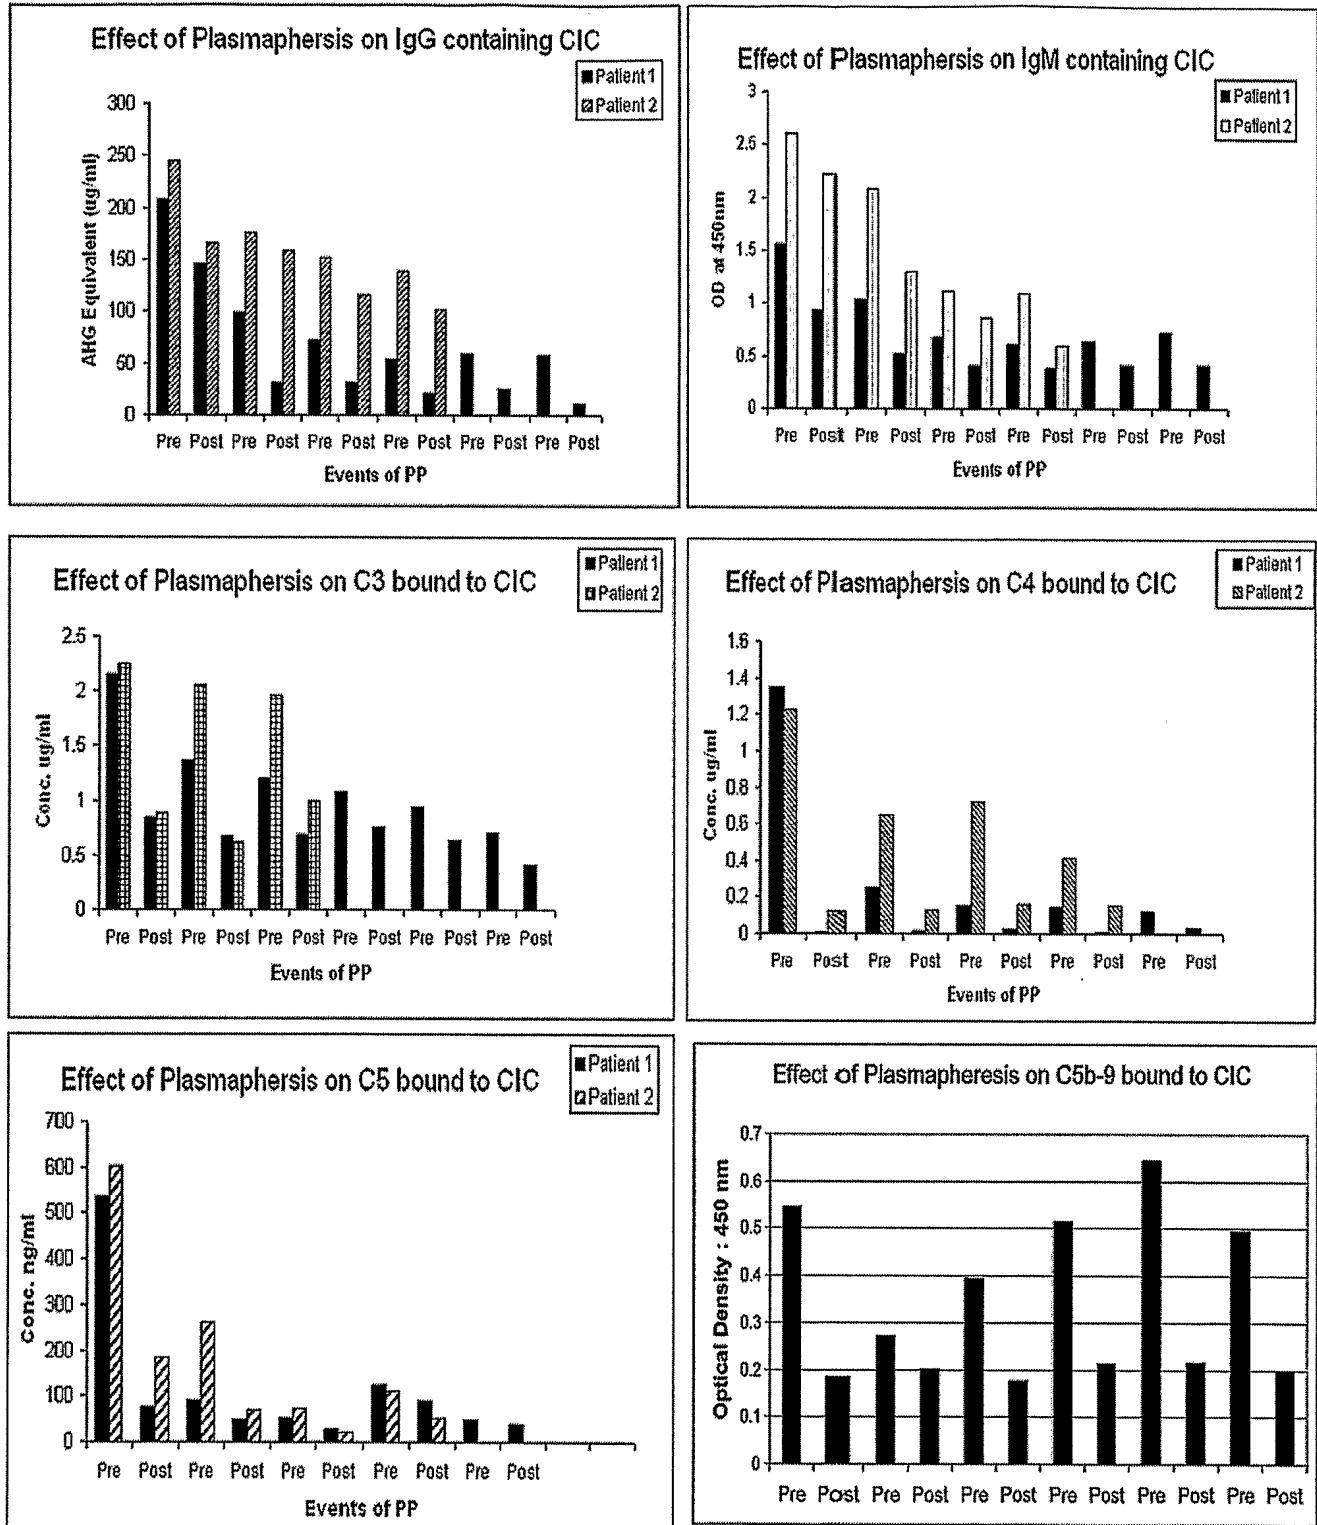 Effect of Plasmaphersis on IgG containing CIC
Patient 1
Patient 2
300
250
200
150
100
50
0
AHG Equivalent (ug/ml)
Pre Post Pre Post Pre Post Pre Post Pre Post Pre Post
Events of PP
Effect of Plasmaphersis on IgM containing CIC
Patient 1
Patient 2
3
2.5
2
1.5
1
0.5
0
OD at 450nm
Pre Post Pre Post Pre Post Pre Post Pre Post Pre Post
Events of PP
Effect of Plasmaphersis on C3 bound to CIC
Patient 1
Patient 2
2.5
2
1.5
1
0.5
0
Conc. ug/ml
Pre Post Pre Post Pre Post Pre Post Pre Post Pre Post
Events of PP
Effect of Plasmaphersis on C4 bound to CIC
Patient 1
Patient 2
1.6
1.4
1.2
1
0.8
0.6
0.4
0.2
0
Conc. ug/ml
Pre Post Pre Post Pre Post Pre Post Pre Post
Events of PP
Effect of Plasmaphersis on C5 bound to CIC
Patient 1
Patient 2
700
600
500
400
300
200
100
0
Conc. ng/ml
Pre Post Pre Post Pre Post Pre Post Pre Post
Events of PP
Effect of Plasmapheresis on C5b-9 bound to CIC
0.7
0.6
0.5
0.4
0.3
0.2
0.1
0
Optical Density : 450 nm
Pre Post Pre Post Pre Post Pre Post Pre Post Pre Post